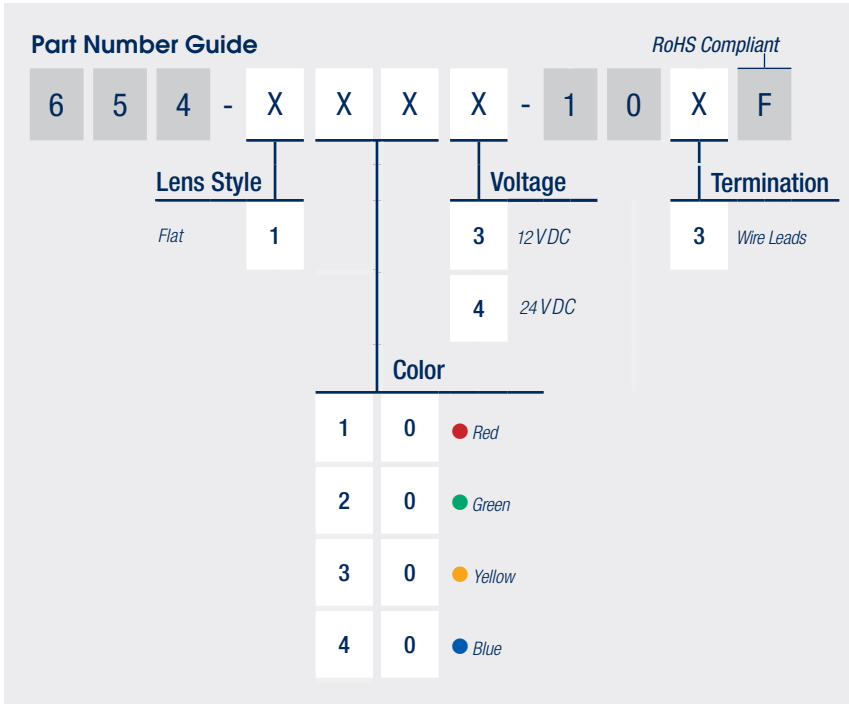 Part Number Guide
RoHS Compliant
6 5 4 - X X X X - 1 0 X F
Lens Style
Voltage
Termination
Flat 1
3 12VDC
3 Wire Leads
4 24VDC
Color
1 0 Red
2 0 Green
3 0 Yellow
4 0 Blue